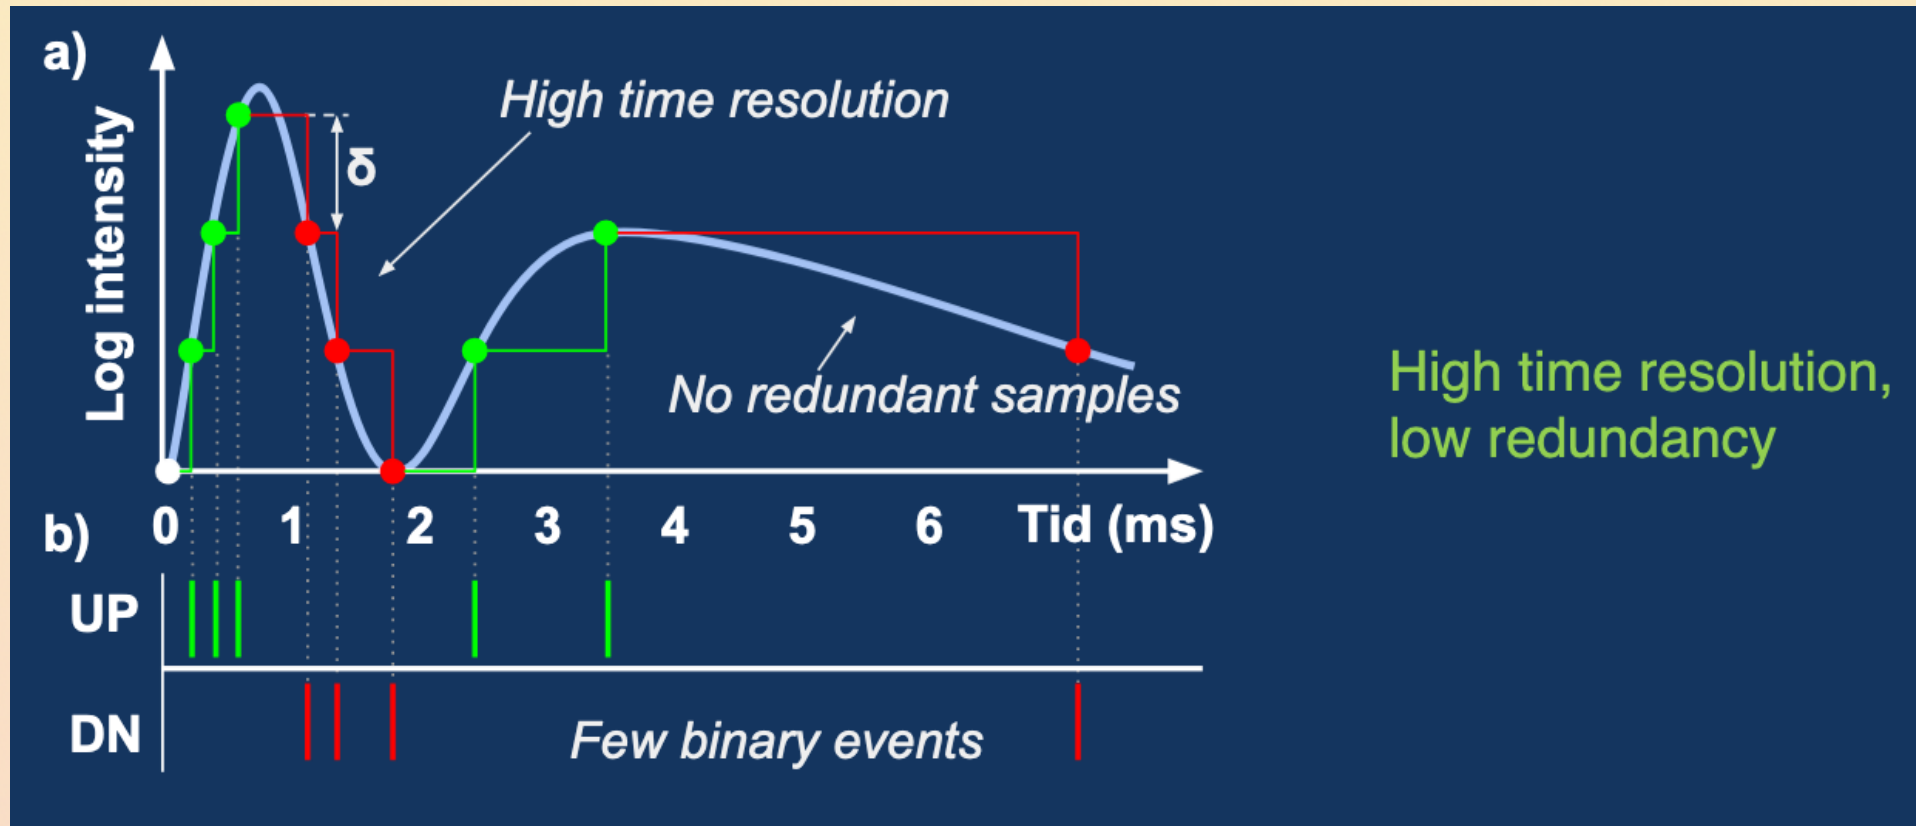 a)
High time resolution
δ
Log intensity
No redundant samples
High time resolution,
low redundancy
0 1 2 3 4 5 6 Tid (ms)
b)
UP
DN
Few binary events